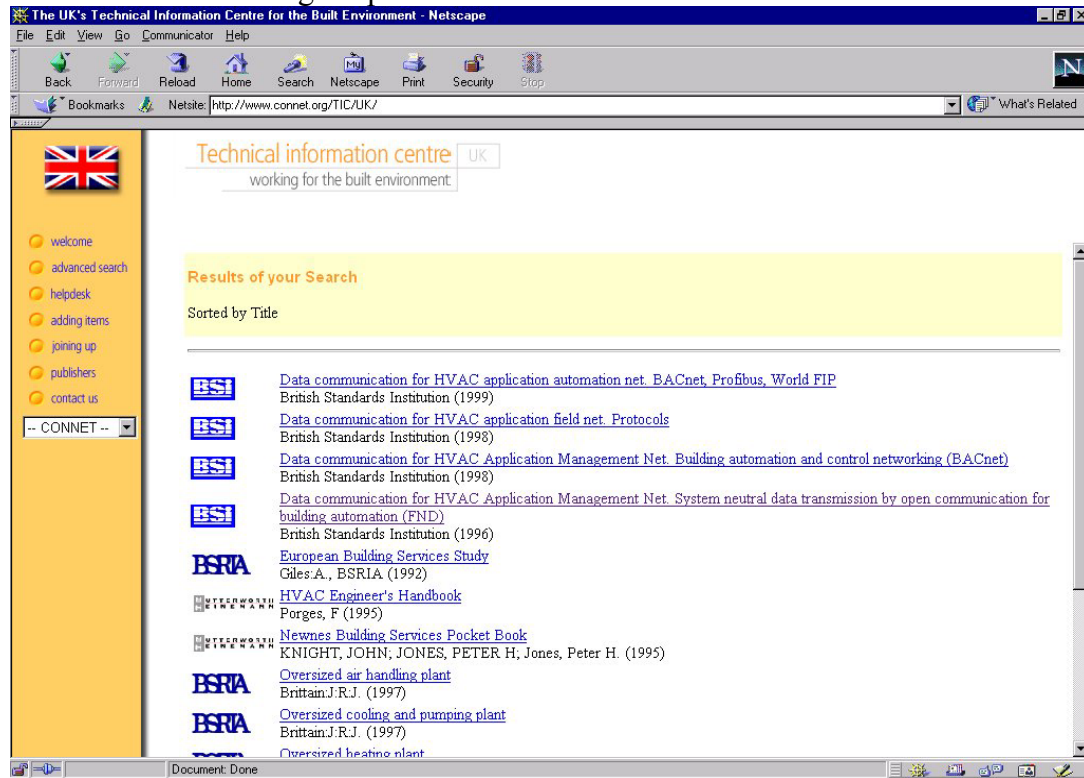 The UK's Technical Information Centre for the Built Environment - Netscape
File Edit View Go Communicator Help
Back Forward Reload Home Search Netscape Print Security Stop
My
N
Bookmarks Netsite: http://www.connet.org/TIC/UK/ What's Related
Technical information centre UK
working for the built environment
welcome
advanced search
helpdesk
adding items
joining up
publishers
contact us
-- CONNET --
Results of your Search
Sorted by Title
BSI Data communication for HVAC application automation net. BACnet, Profibus, World FIP
British Standards Institution (1999)
BSI Data communication for HVAC application field net. Protocols
British Standards Institution (1998)
BSI Data communication for HVAC Application Management Net. Building automation and control networking (BACnet)
British Standards Institution (1998)
BSI Data communication for HVAC Application Management Net. System neutral data transmission by open communication for
building automation (FND)
British Standards Institution (1996)
BSRIA European Building Services Study
Giles:A., BSRIA (1992)
HVAC Engineer's Handbook
Porges, F (1995)
Newnes Building Services Pocket Book
KNIGHT, JOHN; JONES, PETER H; Jones, Peter H. (1995)
BSRIA Oversized air handling plant
Brittain:J:R:J. (1997)
BSRIA Oversized cooling and pumping plant
Brittain:J:R:J. (1997)
Oversized heating plant
Document: Done